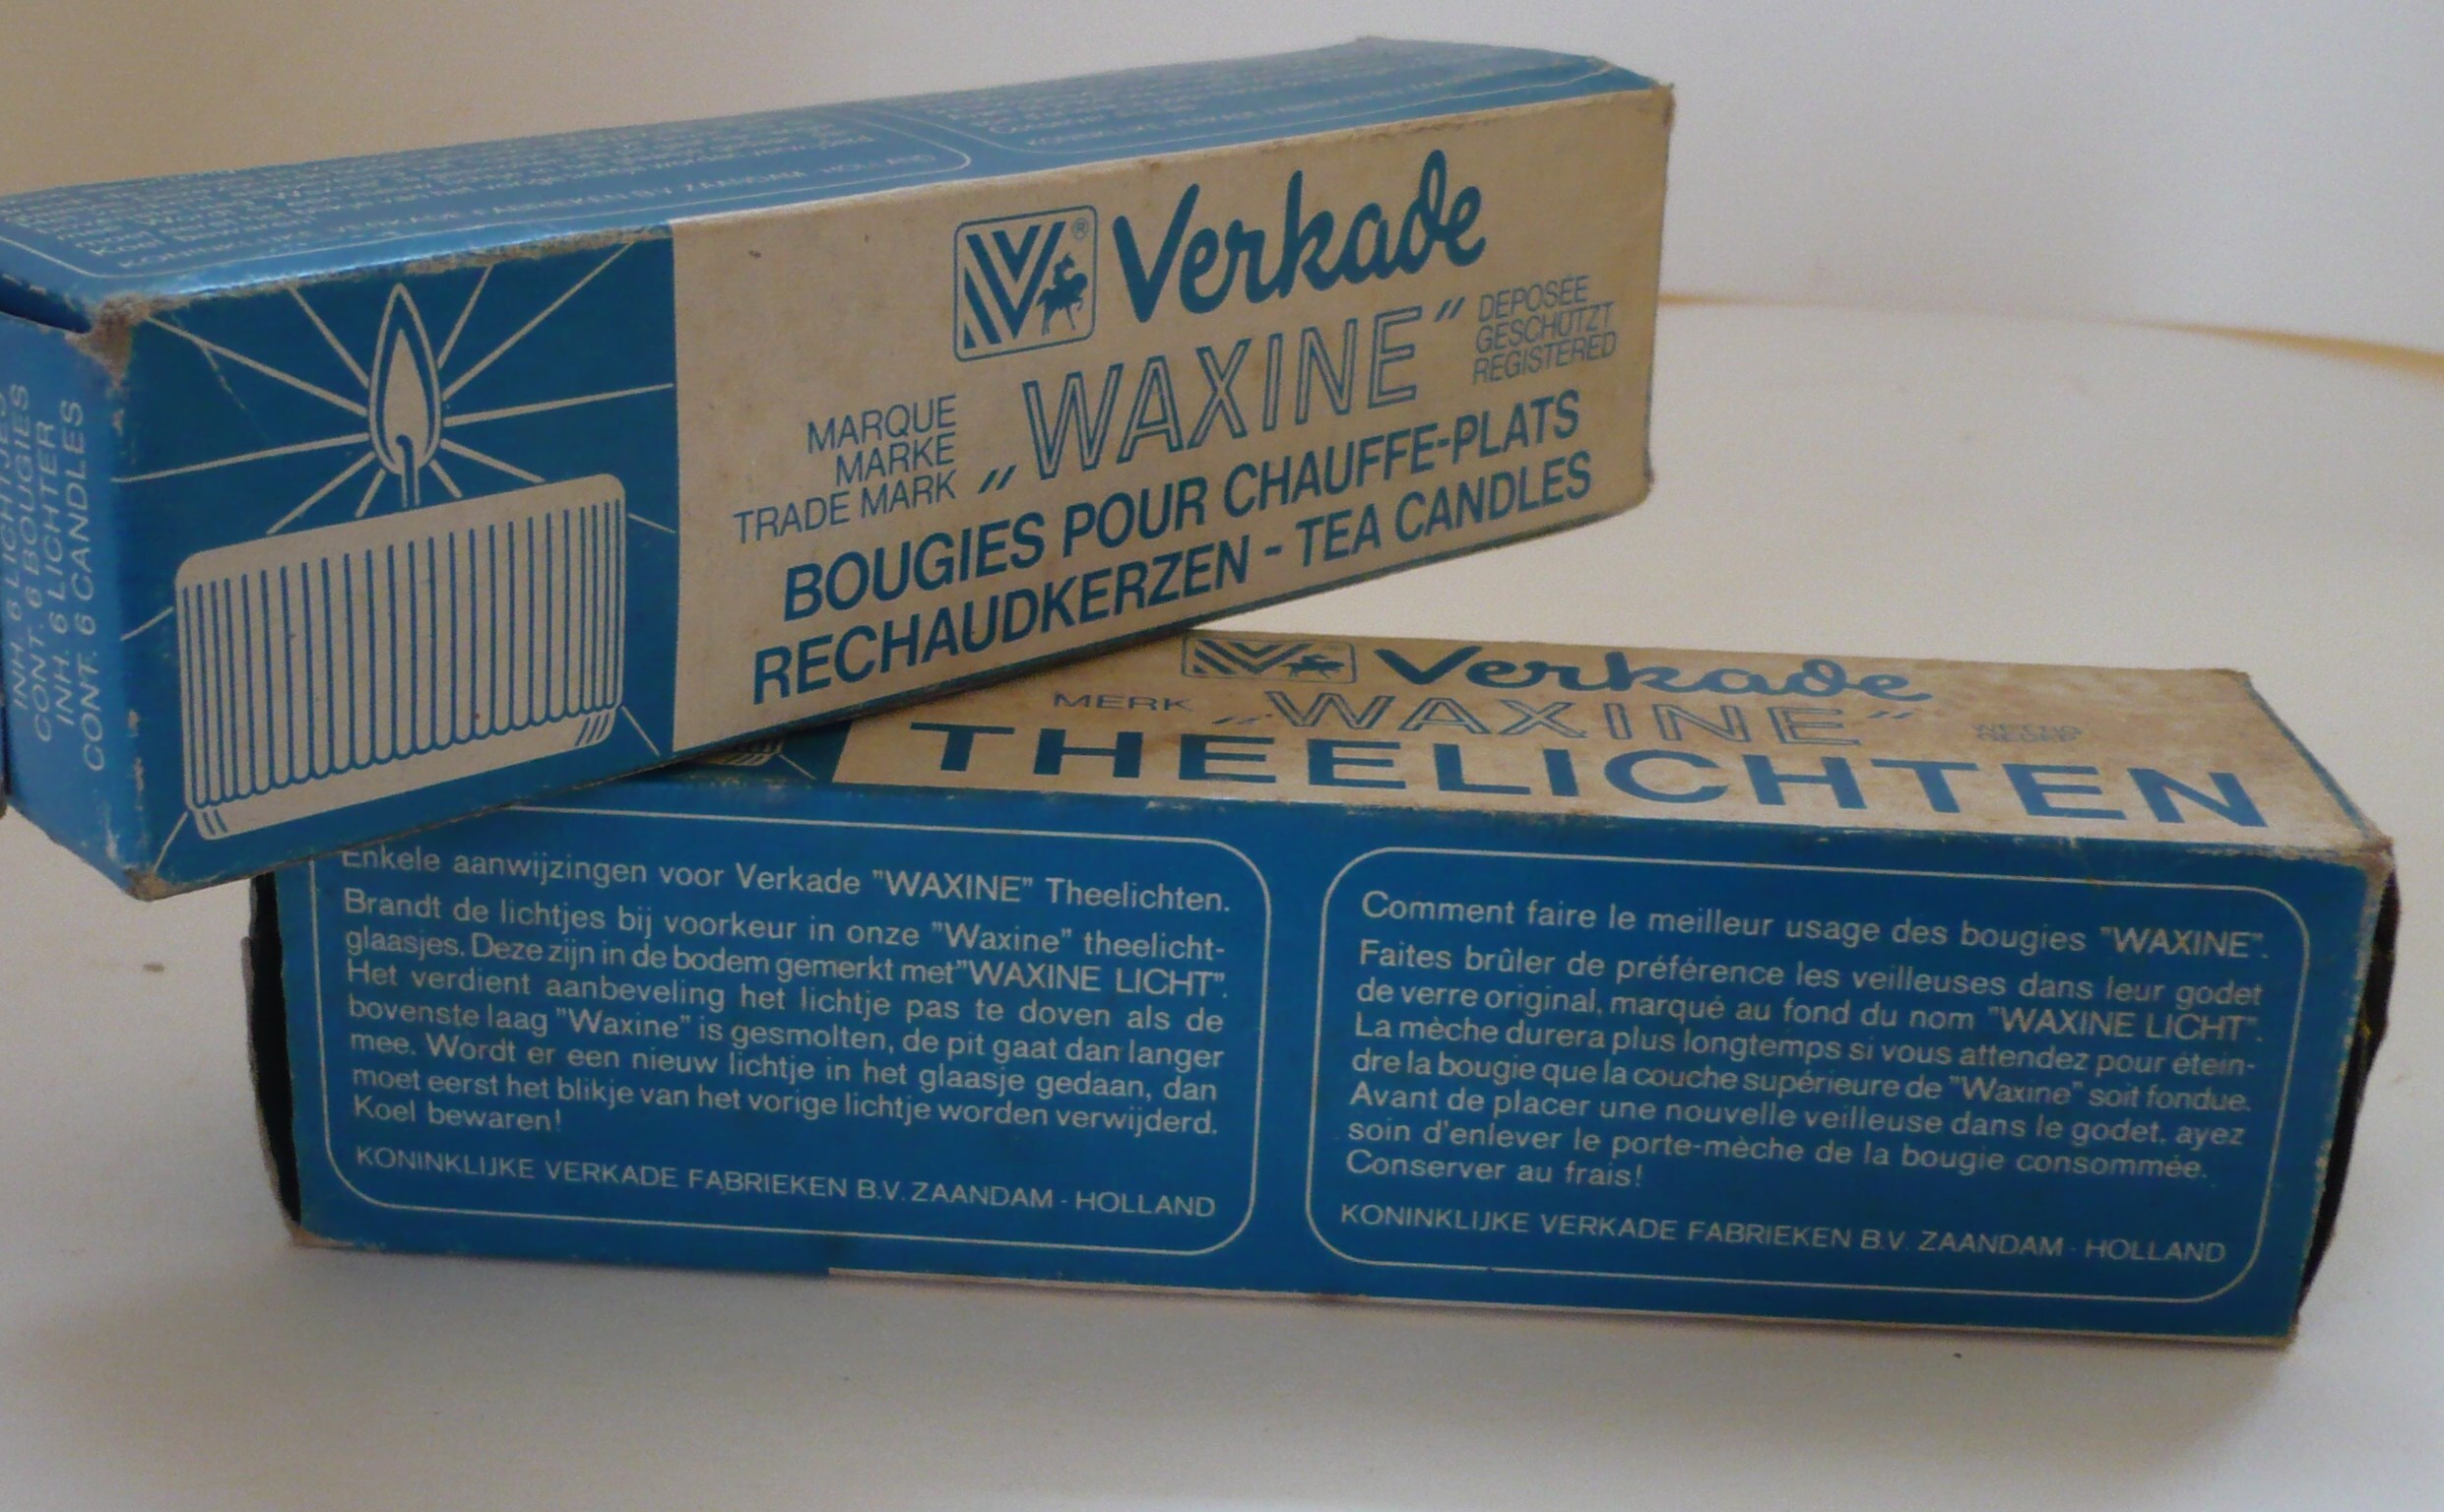 INH. 6 LICHTJES
CONT. 6 BOUGIES
INH. 6 LICHTER
CONT. 6 CANDLES
KONINKLIJKE VERKADE FABRIEKEN B.V. ZAANDAM - HOLLAND
Verkade
MARQUE
MARKE
TRADE MARK
„WAXINE”
DEPOSÉE
GESCHÜTZT
REGISTERED
BOUGIES POUR CHAUFFE-PLATS
RECHAUDKERZEN - TEA CANDLES
Verkade
MERK „WAXINE”
THEELICHTEN
Enkele aanwijzingen voor Verkade "WAXINE" Theelichten.
Brandt de lichtjes bij voorkeur in onze "Waxine" theelicht-
glaasjes. Deze zijn in de bodem gemerkt met "WAXINE LICHT".
Het verdient aanbeveling het lichtje pas te doven als de
bovenste laag "Waxine" is gesmolten, de pit gaat dan langer
mee. Wordt er een nieuw lichtje in het glaasje gedaan, dan
moet eerst het blikje van het vorige lichtje worden verwijderd.
Koel bewaren!
KONINKLIJKE VERKADE FABRIEKEN B.V. ZAANDAM - HOLLAND
Comment faire le meilleur usage des bougies "WAXINE".
Faites brûler de préférence les veilleuses dans leur godet
de verre original, marqué au fond du nom "WAXINE LICHT".
La mèche durera plus longtemps si vous attendez pour étein-
dre la bougie que la couche supérieure de "Waxine" soit fondue.
Avant de placer une nouvelle veilleuse dans le godet, ayez
soin d'enlever le porte-mèche de la bougie consommée.
Conserver au frais!
KONINKLIJKE VERKADE FABRIEKEN B.V. ZAANDAM - HOLLAND